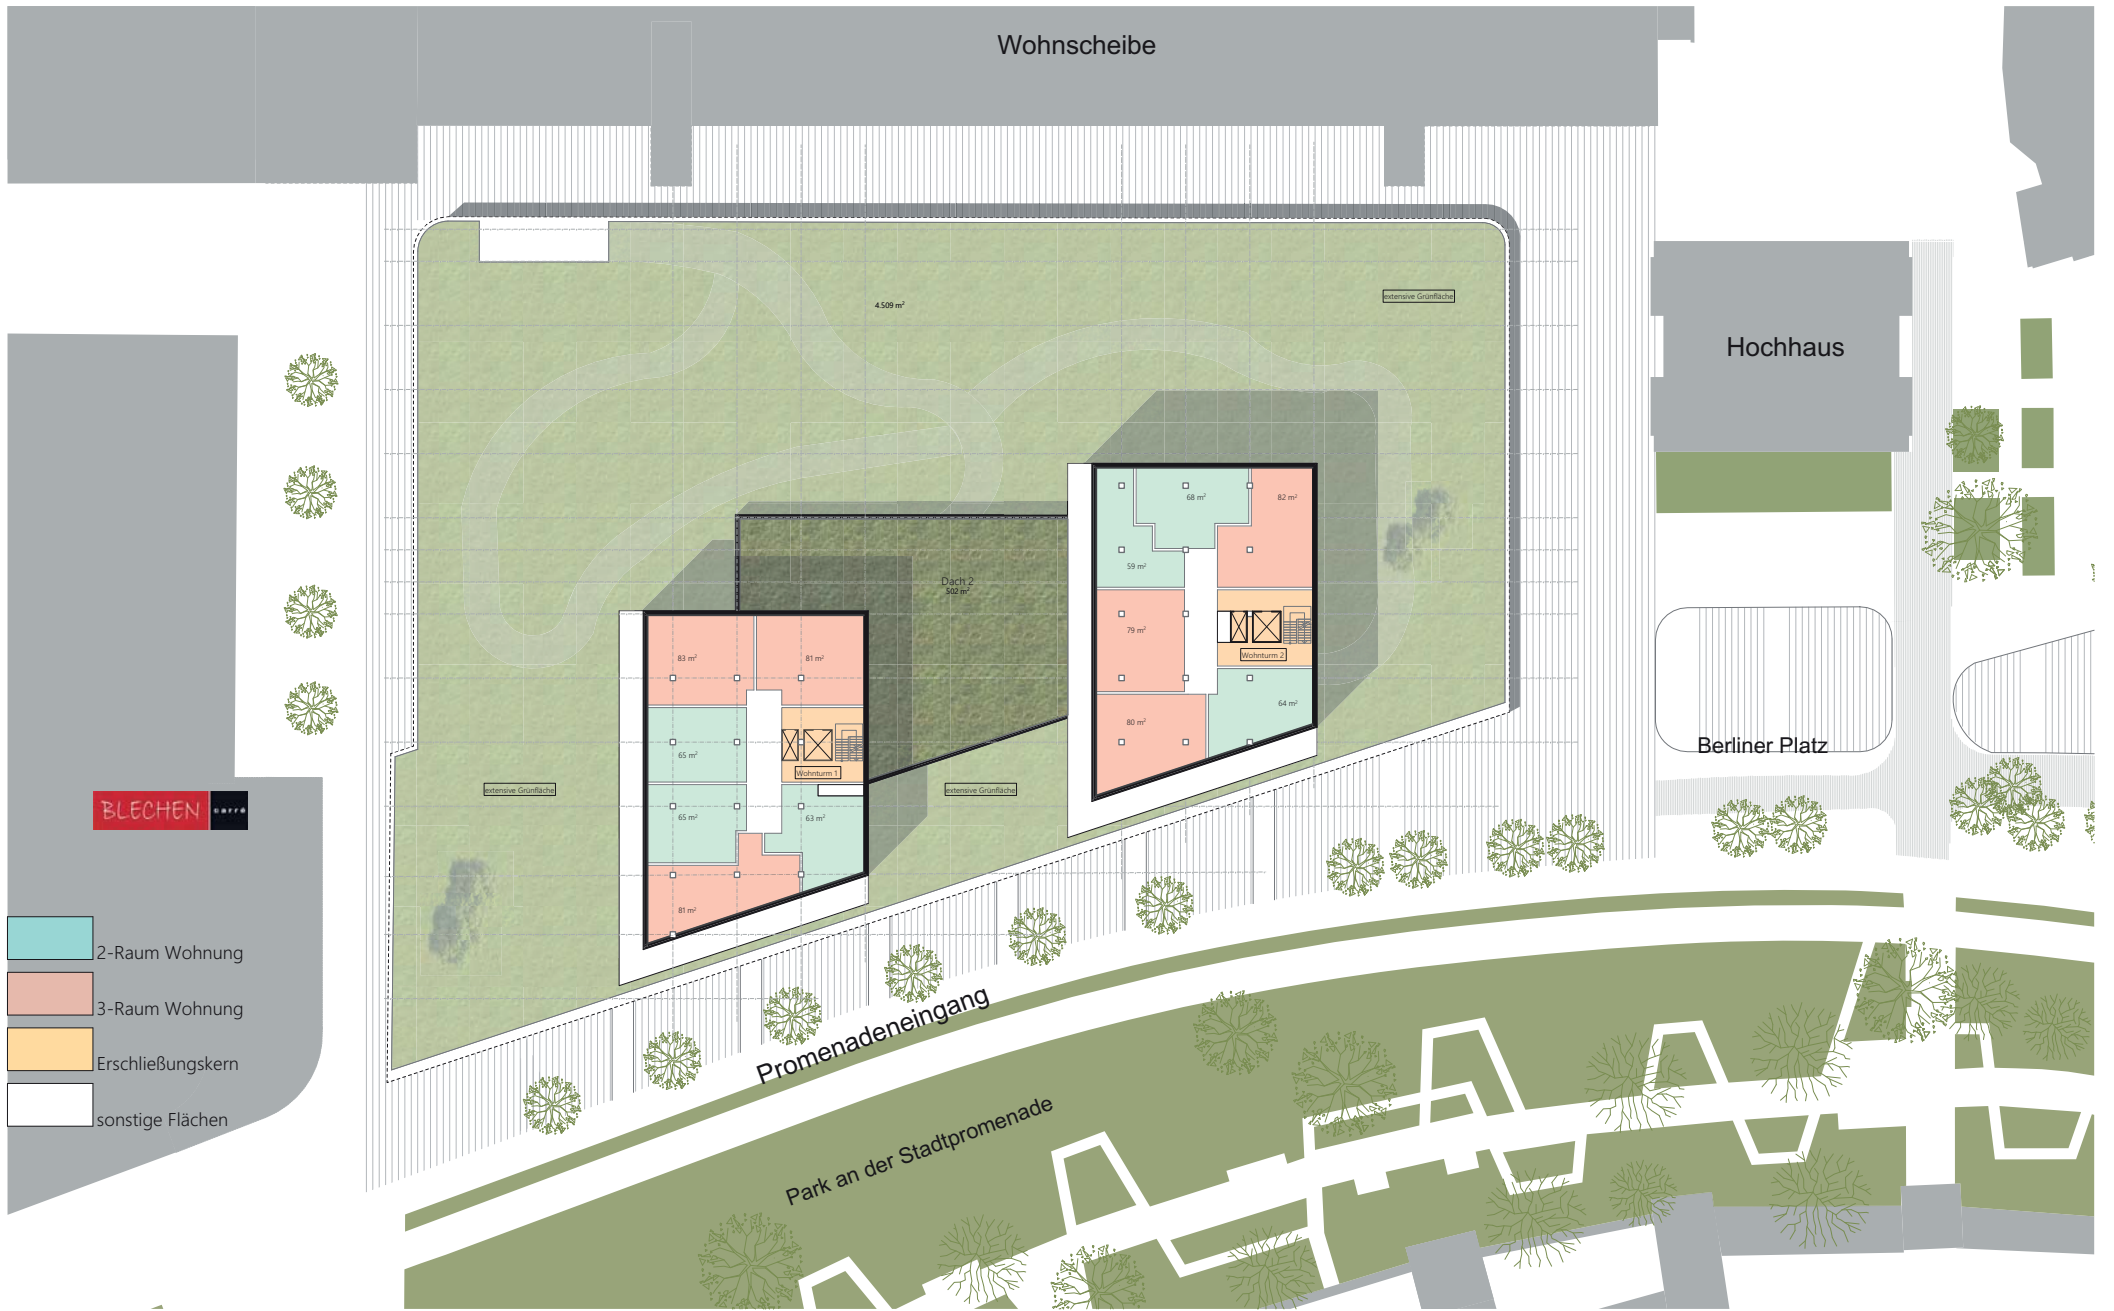 Wohnscheibe
4.509 m²
extensive Grünfläche
Hochhaus
68 m²
82 m²
59 m²
Dach 2
502 m²
79 m²
Wohnturm 2
83 m²
81 m²
64 m²
80 m²
65 m²
Wohnturm 1
Berliner Platz
extensive Grünfläche
extensive Grünfläche
65 m²
63 m²
BLECHEN carré
81 m²
2-Raum Wohnung
3-Raum Wohnung
Erschließungskern
sonstige Flächen
Promenadeneingang
Park an der Stadtpromenade